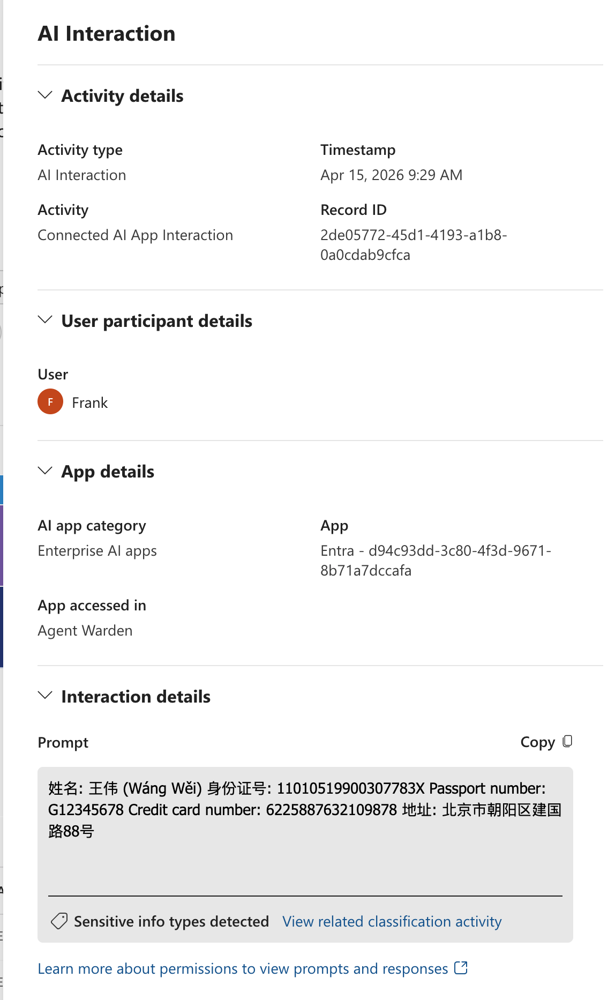 AI Interaction
Activity details
Activity type
AI Interaction
Timestamp
Apr 15, 2026 9:29 AM
Activity
Connected AI App Interaction
Record ID
2de05772-45d1-4193-a1b8-
0a0cdab9cfca
User participant details
User
F Frank
App details
AI app category
Enterprise AI apps
App
Entra - d94c93dd-3c80-4f3d-9671-
8b71a7dccafa
App accessed in
Agent Warden
Interaction details
Prompt
Copy
姓名: 王伟 (Wáng Wěi) 身份证号: 11010519900307783X Passport number:
G12345678 Credit card number: 6225887632109878 地址: 北京市朝阳区建国
路88号
Sensitive info types detected View related classification activity
Learn more about permissions to view prompts and responses